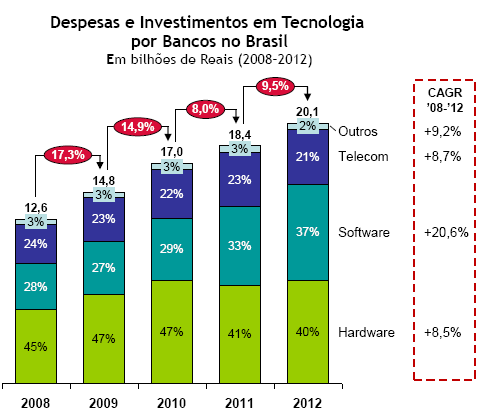 Despesas e Investimentos em Tecnologia
por Bancos no Brasil
Em bilhões de Reais (2008-2012)
CAGR
'08-'12
9,5%
8,0%
14,9%
17,3%
20,1
18,4
17,0
14,8
12,6
2% Outros +9,2%
3%
3%
3%
3%
21% Telecom +8,7%
23%
22%
23%
24%
37% Software +20,6%
33%
29%
27%
28%
40% Hardware +8,5%
41%
47%
47%
45%
2008 2009 2010 2011 2012